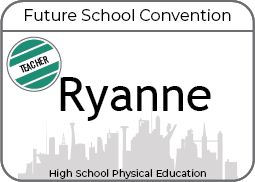 Future School Convention
TEACHER
Ryanne
High School Physical Education